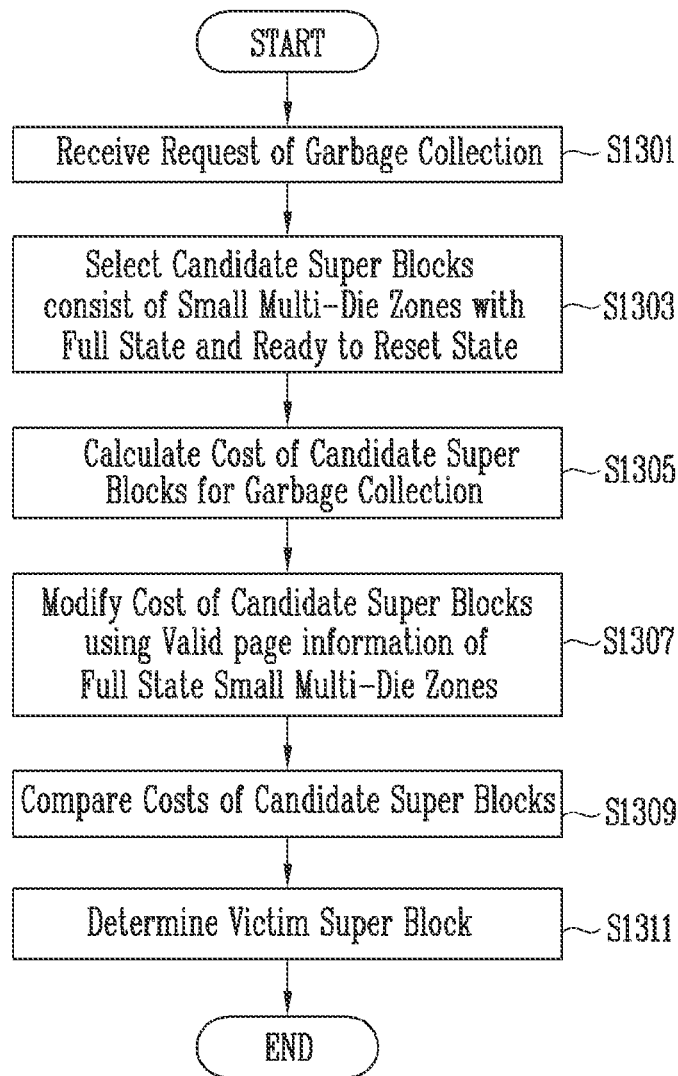 START
Receive Request of Garbage Collection
S1301
Select Candidate Super Blocks
consist of Small Multi-Die Zones with
Full State and Ready to Reset State
S1303
Calculate Cost of Candidate Super
Blocks for Garbage Collection
S1305
Modify Cost of Candidate Super Blocks
using Valid page information of
Full State Small Multi-Die Zones
S1307
Compare Costs of Candidate Super Blocks
S1309
Determine Victim Super Block
S1311
END